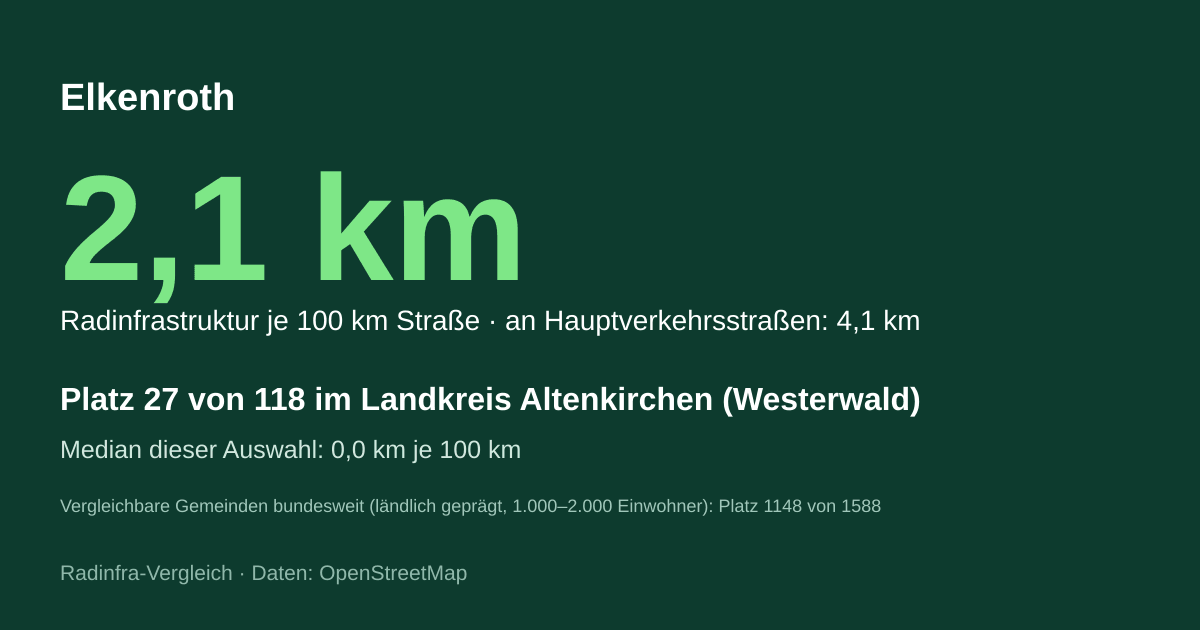 Elkenroth
2,1 km
Radinfrastruktur je 100 km Straße · an Hauptverkehrsstraßen: 4,1 km
Platz 27 von 118 im Landkreis Altenkirchen (Westerwald)
Median dieser Auswahl: 0,0 km je 100 km
Vergleichbare Gemeinden bundesweit (ländlich geprägt, 1.000–2.000 Einwohner): Platz 1148 von 1588
Radinfra-Vergleich · Daten: OpenStreetMap